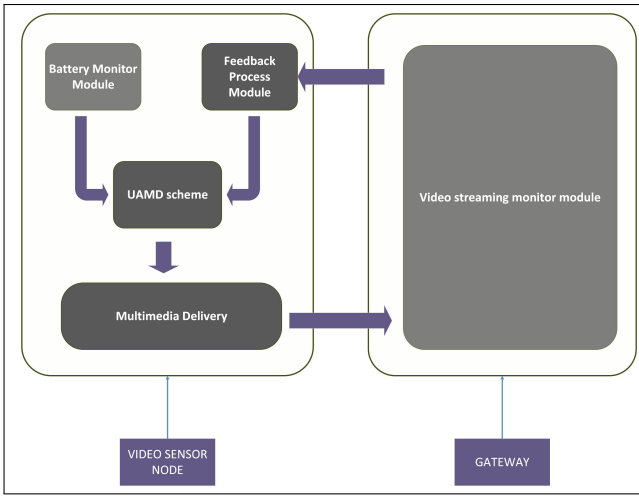 Battery Monitor
Module
Feedback
Process
Module
UAMD scheme
Video streaming monitor module
Multimedia Delivery
VIDEO SENSOR
NODE
GATEWAY